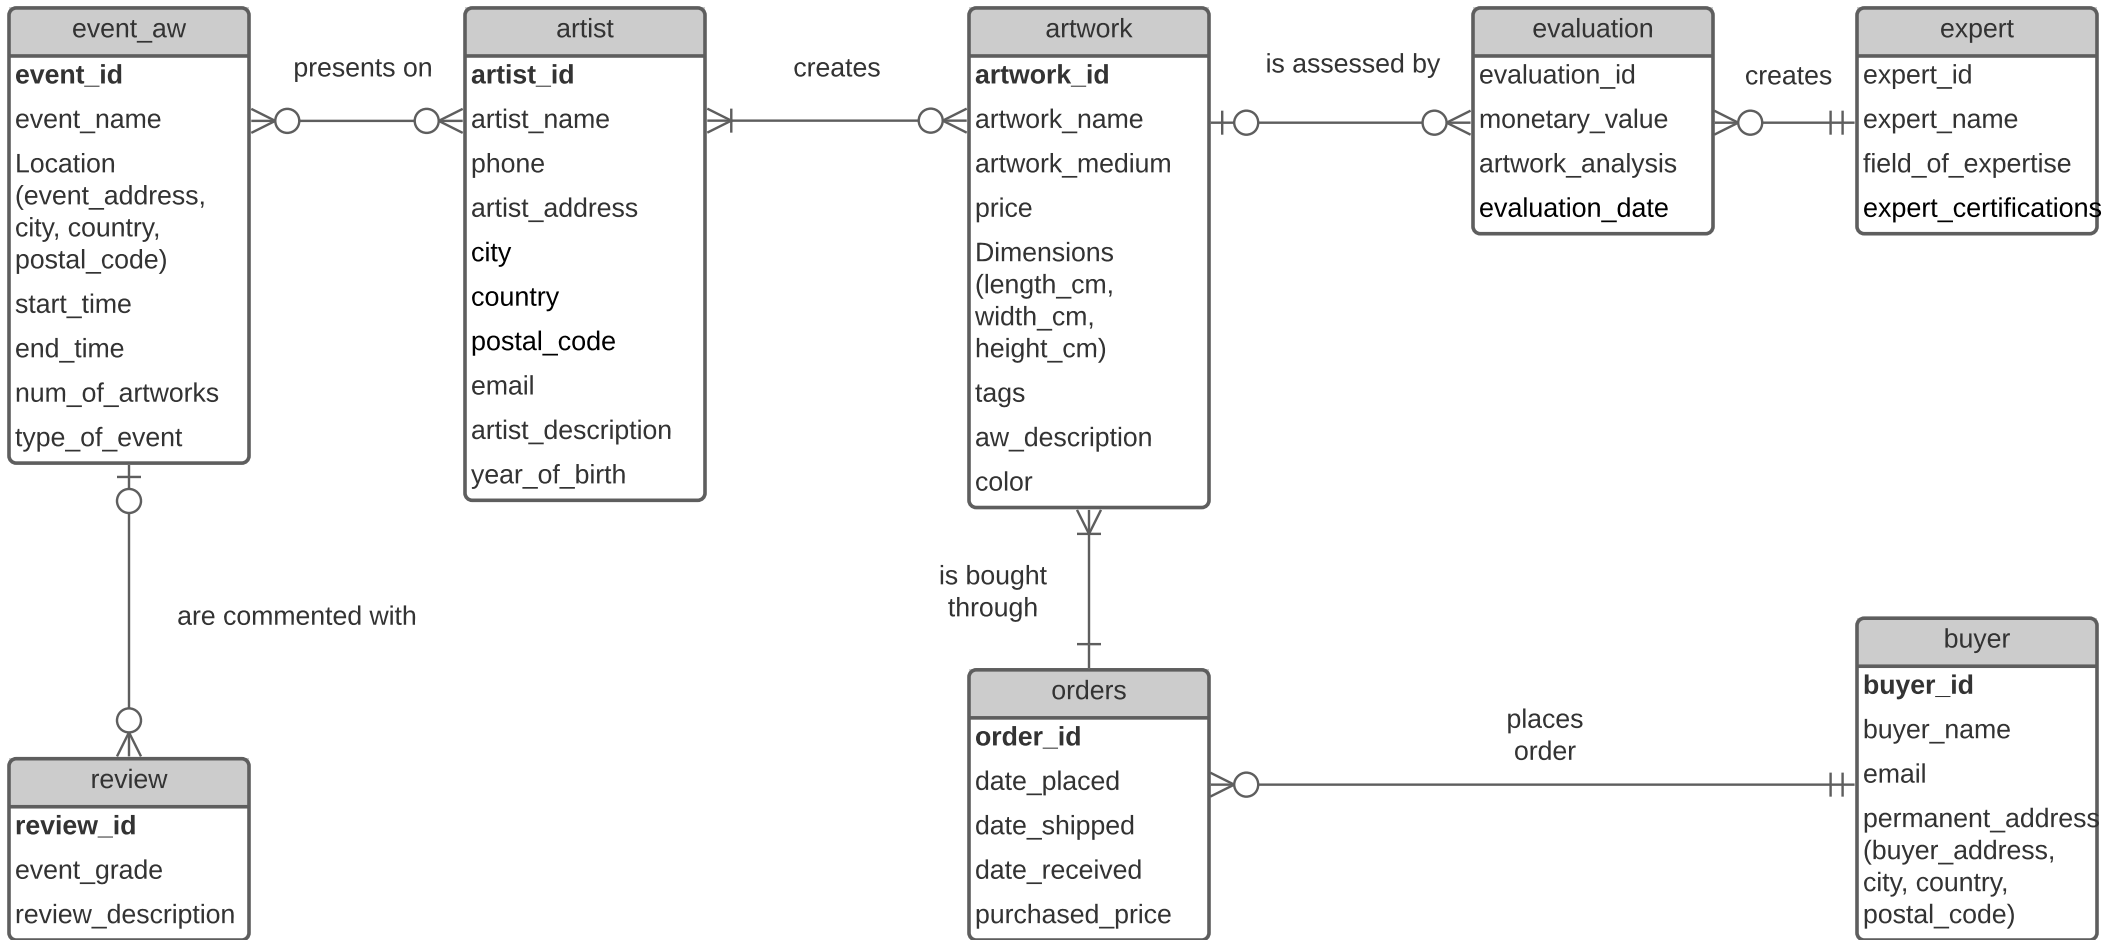 event_aw
event_id
event_name
Location
(event_address,
city, country,
postal_code)
start_time
end_time
num_of_artworks
type_of_event
presents on
artist
artist_id
artist_name
phone
artist_address
city
country
postal_code
email
artist_description
year_of_birth
creates
artwork
artwork_id
artwork_name
artwork_medium
price
Dimensions
(length_cm,
width_cm,
height_cm)
tags
aw_description
color
is assessed by
evaluation
evaluation_id
monetary_value
artwork_analysis
evaluation_date
creates
expert
expert_id
expert_name
field_of_expertise
expert_certifications
are commented with
review
review_id
event_grade
review_description
is bought
through
orders
order_id
date_placed
date_shipped
date_received
purchased_price
places
order
buyer
buyer_id
buyer_name
email
permanent_address
(buyer_address,
city, country,
postal_code)